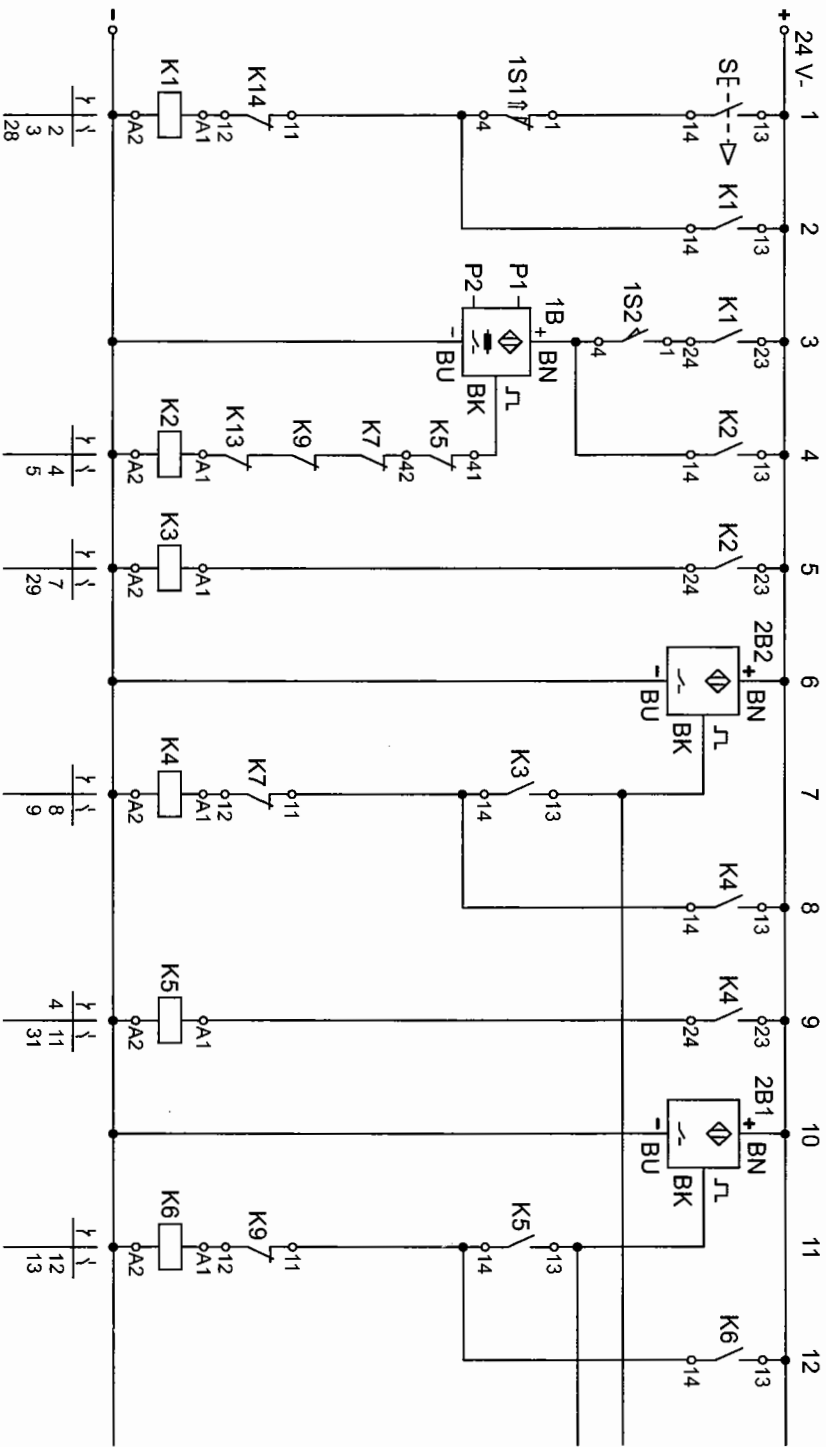 24 V-
+
-
1 2 3 4 5 6 7 8 9 10 11 12
S
13
14
1S1
1
4
K14
11
12
K1
A1
A2
2
3
28
K1
13
14
K1
23
24
1S2
1
4
1B
+ BN
P1
P2
BK
- BU
K2
13
14
K5
41
42
K7
K9
K13
K2
A1
A2
4
5
K2
23
24
K3
A1
A2
7
29
2B2
+ BN
BK
- BU
K3
13
14
K7
11
12
K4
A1
A2
8
9
K4
13
14
K4
23
24
K5
A1
A2
4 11
31
2B1
+ BN
BK
- BU
K5
13
14
K9
11
12
K6
A1
A2
12
13
K6
13
14